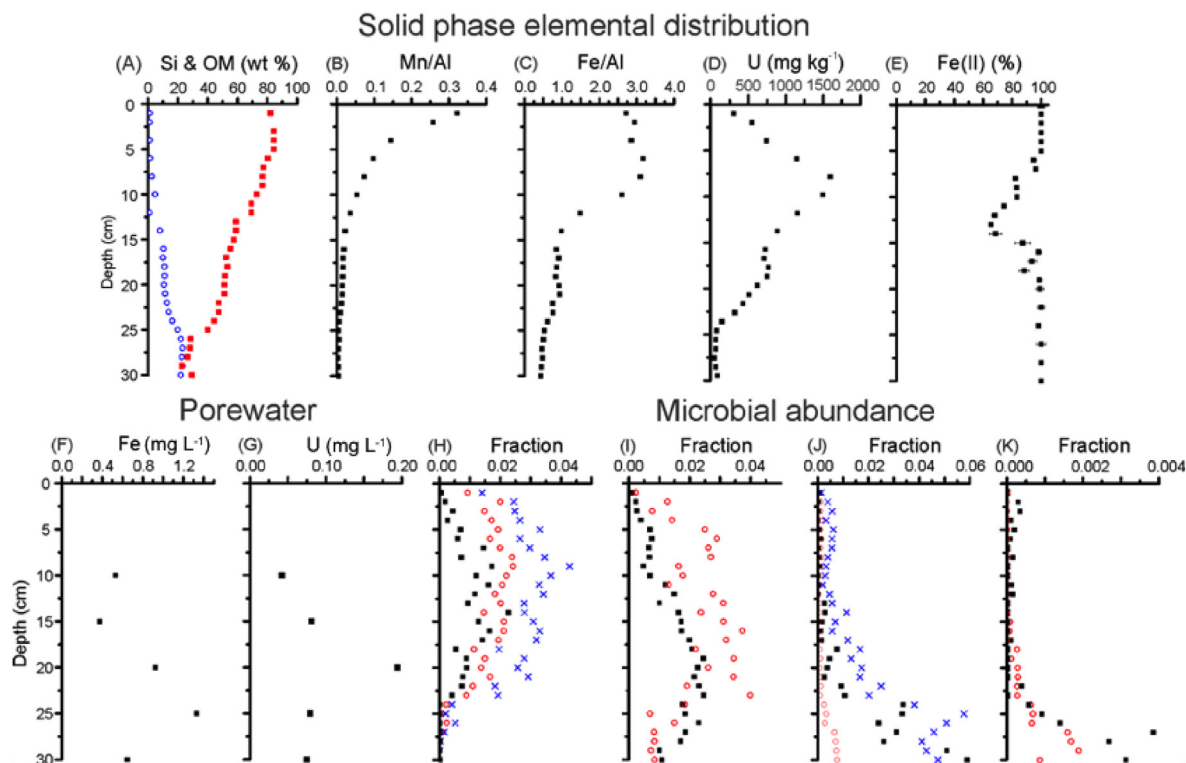 Solid phase elemental distribution
(A) Si & OM (wt %) (B) Mn/Al (C) Fe/Al (D) U (mg kg-1) (E) Fe(II) (%)
0 20 40 60 80 100 0.0 0.1 0.2 0.3 0.4 0.0 1.0 2.0 3.0 4.0 0 500 1000 1500 2000 0 20 40 60 80 100
0
5
10
15
20
25
30
Depth (cm)
Porewater Microbial abundance
(F) Fe (mg L-1) (G) U (mg L-1) (H) Fraction (I) Fraction (J) Fraction (K) Fraction
0.0 0.4 0.8 1.2 0.00 0.10 0.20 0.00 0.02 0.04 0.00 0.02 0.04 0.00 0.02 0.04 0.06 0.000 0.002 0.004
0
5
10
15
20
25
30
Depth (cm)